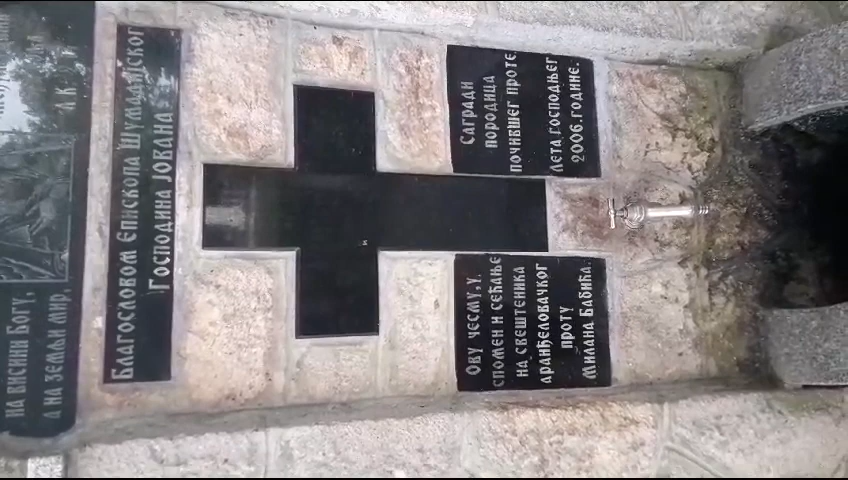 НА ВИСИНИ БОГУ,
А НА ЗЕМЉИ МИР,
БЛАГОСЛОВОМ ЕПИСКОПА ШУМАДИЈСКОГ
ГОСПОДИНА ЈОВАНА
ОВУ ЧЕСМУ, У
СПОМЕН И СЕЋАЊЕ
НА СВЕШТЕНИКА
АРАНЂЕЛОВАЧКОГ
ПРОТУ
МИЛАНА БАБИЋА,
САГРАДИ
ПОРОДИЦА
ПОЧИВШЕГ ПРОТЕ
ЛЕТА ГОСПОДЊЕГ
2006. ГОДИНЕ